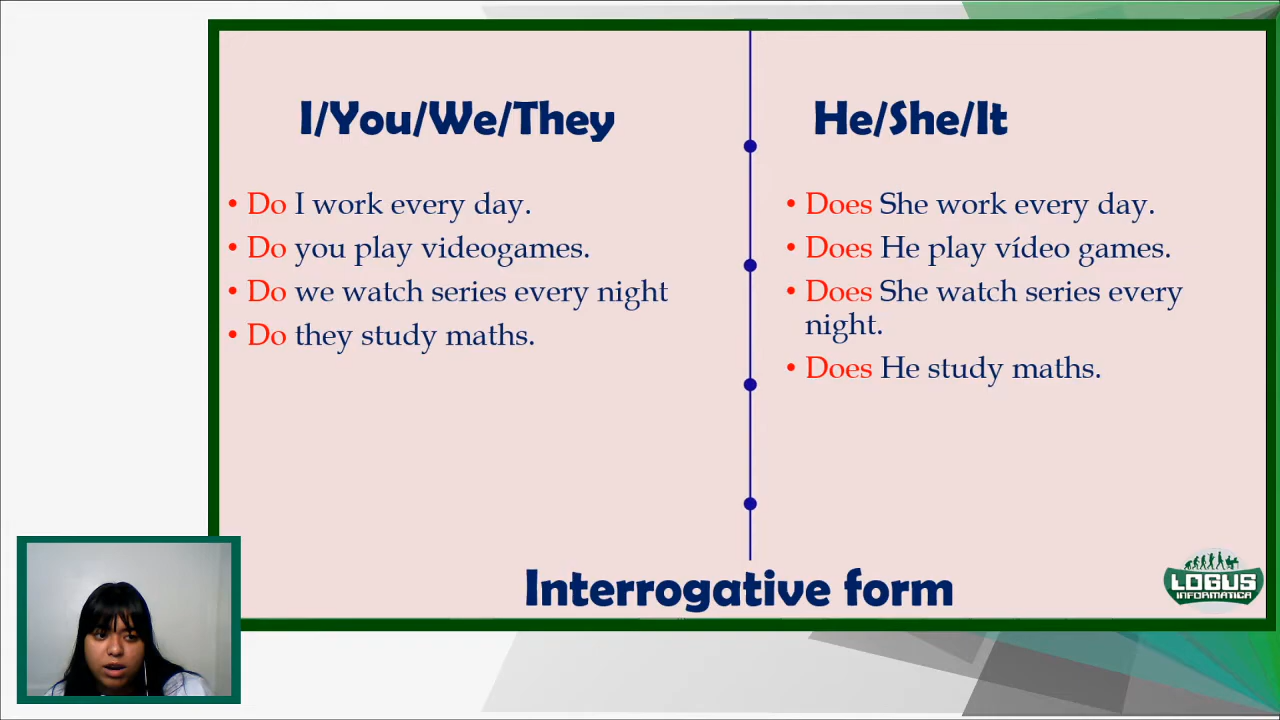 I/You/We/They
• Do I work every day.
• Do you play videogames.
• Do we watch series every night
• Do they study maths.
He/She/It
• Does She work every day.
• Does He play vídeo games.
• Does She watch series every
night.
• Does He study maths.
Interrogative form
LOGUS
INFORMATICA